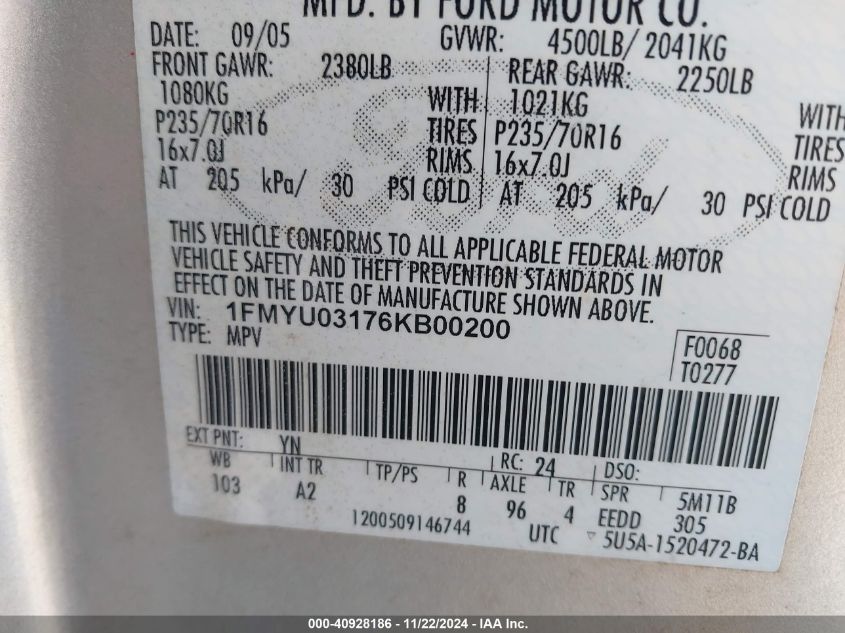 MFD. BY FORD MOTOR CO.
DATE: 09/05 GVWR: 4500LB/ 2041KG
FRONT GAWR: 2380LB REAR GAWR: 2250LB
1080KG WITH 1021KG WITH
P235/70R16 TIRES P235/70R16 TIRES
16x7.0J RIMS 16x7.0J RIMS
AT 205 kPa/ 30 PSI COLD AT 205 kPa/ 30 PSI COLD
Ford
THIS VEHICLE CONFORMS TO ALL APPLICABLE FEDERAL MOTOR
VEHICLE SAFETY AND THEFT PREVENTION STANDARDS IN
EFFECT ON THE DATE OF MANUFACTURE SHOWN ABOVE.
VIN: 1FMYU03176KB00200
TYPE: MPV
F0068
T0277
EXT PNT: YN RC: 24 DSO:
WB INT TR TP/PS R AXLE TR SPR 5M11B
103 A2 8 96 4 EEDD 305
1200509146744 UTC ▽ 5U5A-1520472-BA
000-40928186 - 11/22/2024 - IAA Inc.